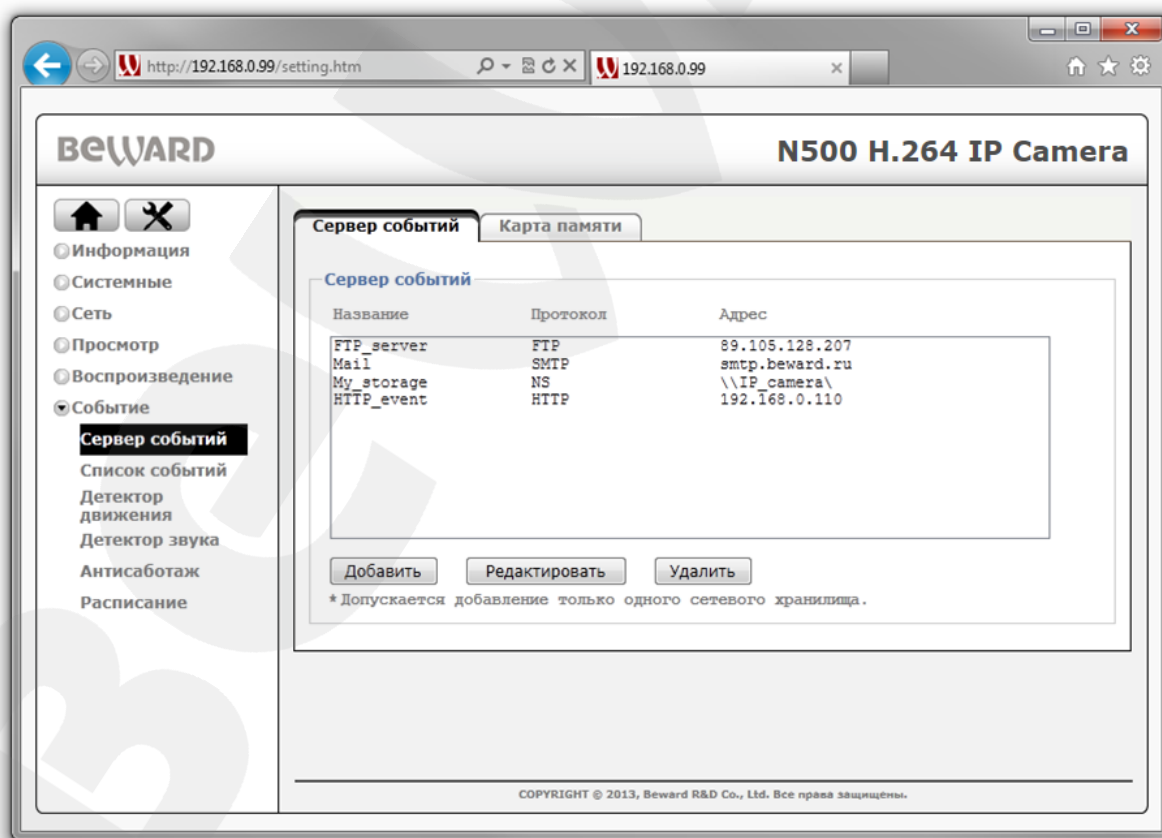 http://192.168.0.99/setting.htm
192.168.0.99
BEWARD
N500 H.264 IP Camera
Информация
Системные
Сеть
Просмотр
Воспроизведение
Событие
Сервер событий
Список событий
Детектор
движения
Детектор звука
Антисаботаж
Расписание
Сервер событий Карта памяти
Сервер событий
Название Протокол Адрес
FTP_server FTP 89.105.128.207
Mail SMTP smtp.beward.ru
My_storage NS \\IP_camera\
HTTP_event HTTP 192.168.0.110
Добавить Редактировать Удалить
*Допускается добавление только одного сетевого хранилища.
COPYRIGHT © 2013, Beward R&D Co., Ltd. Все права защищены.